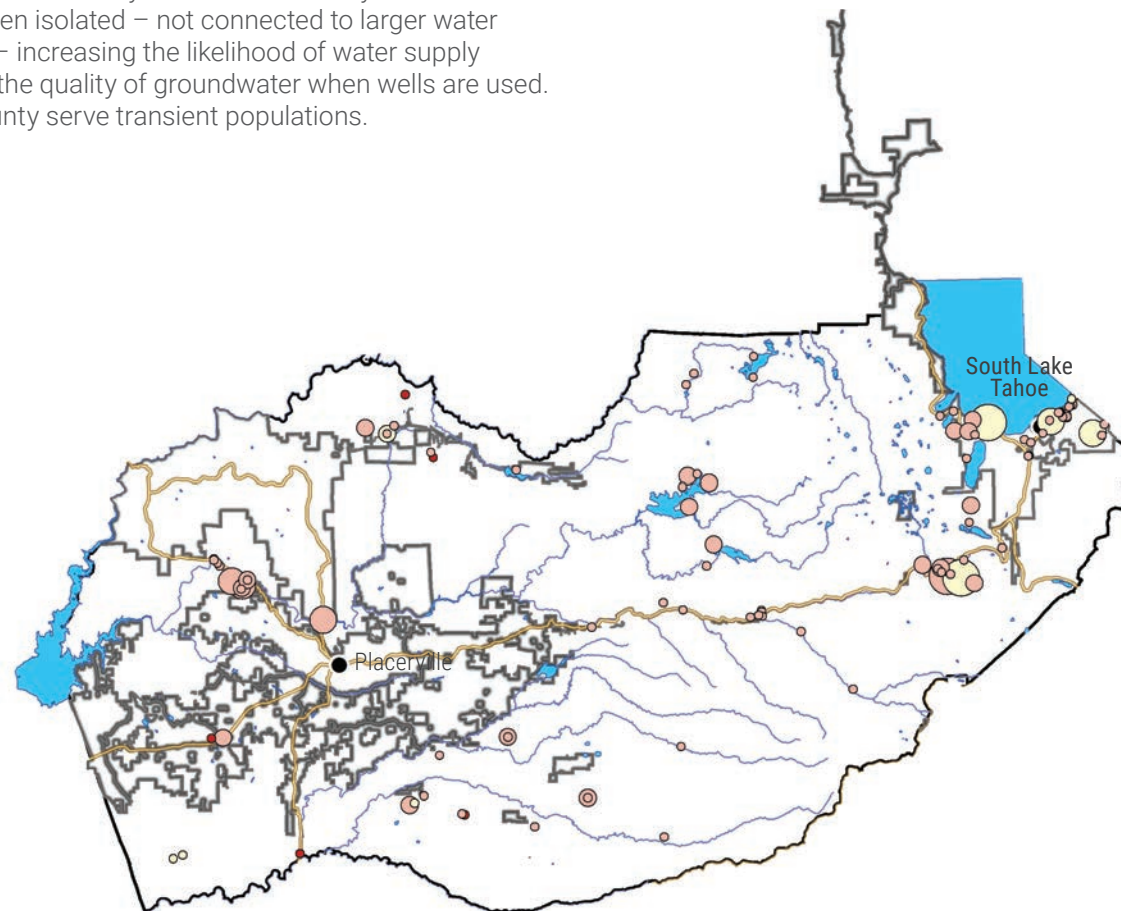 en isolated – not connected to larger water
– increasing the likelihood of water supply
the quality of groundwater when wells are used.
unty serve transient populations.
South Lake
Tahoe
Placerville